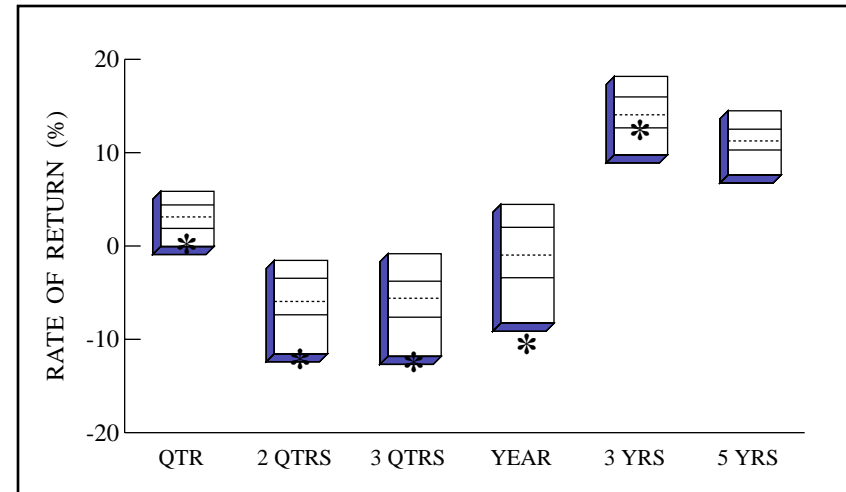 20
10
0
-10
-20
RATE OF RETURN (%)
QTR 2 QTRS 3 QTRS YEAR 3 YRS 5 YRS